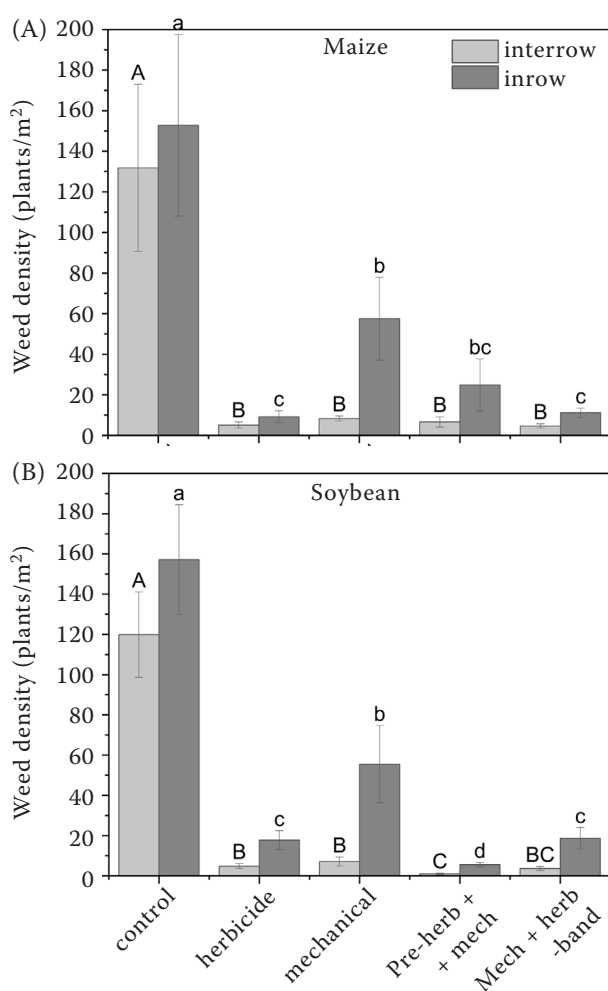 (A)
Maize
interrow
inrow
Weed density (plants/m²)
200
180
160
140
120
100
80
60
40
20
0
A a
B c
B b
B bc
B c
(B)
Soybean
Weed density (plants/m²)
200
180
160
140
120
100
80
60
40
20
0
A a
B c
B b
C d
BC c
control
herbicide
mechanical
Pre-herb +
+ mech
Mech + herb
-band